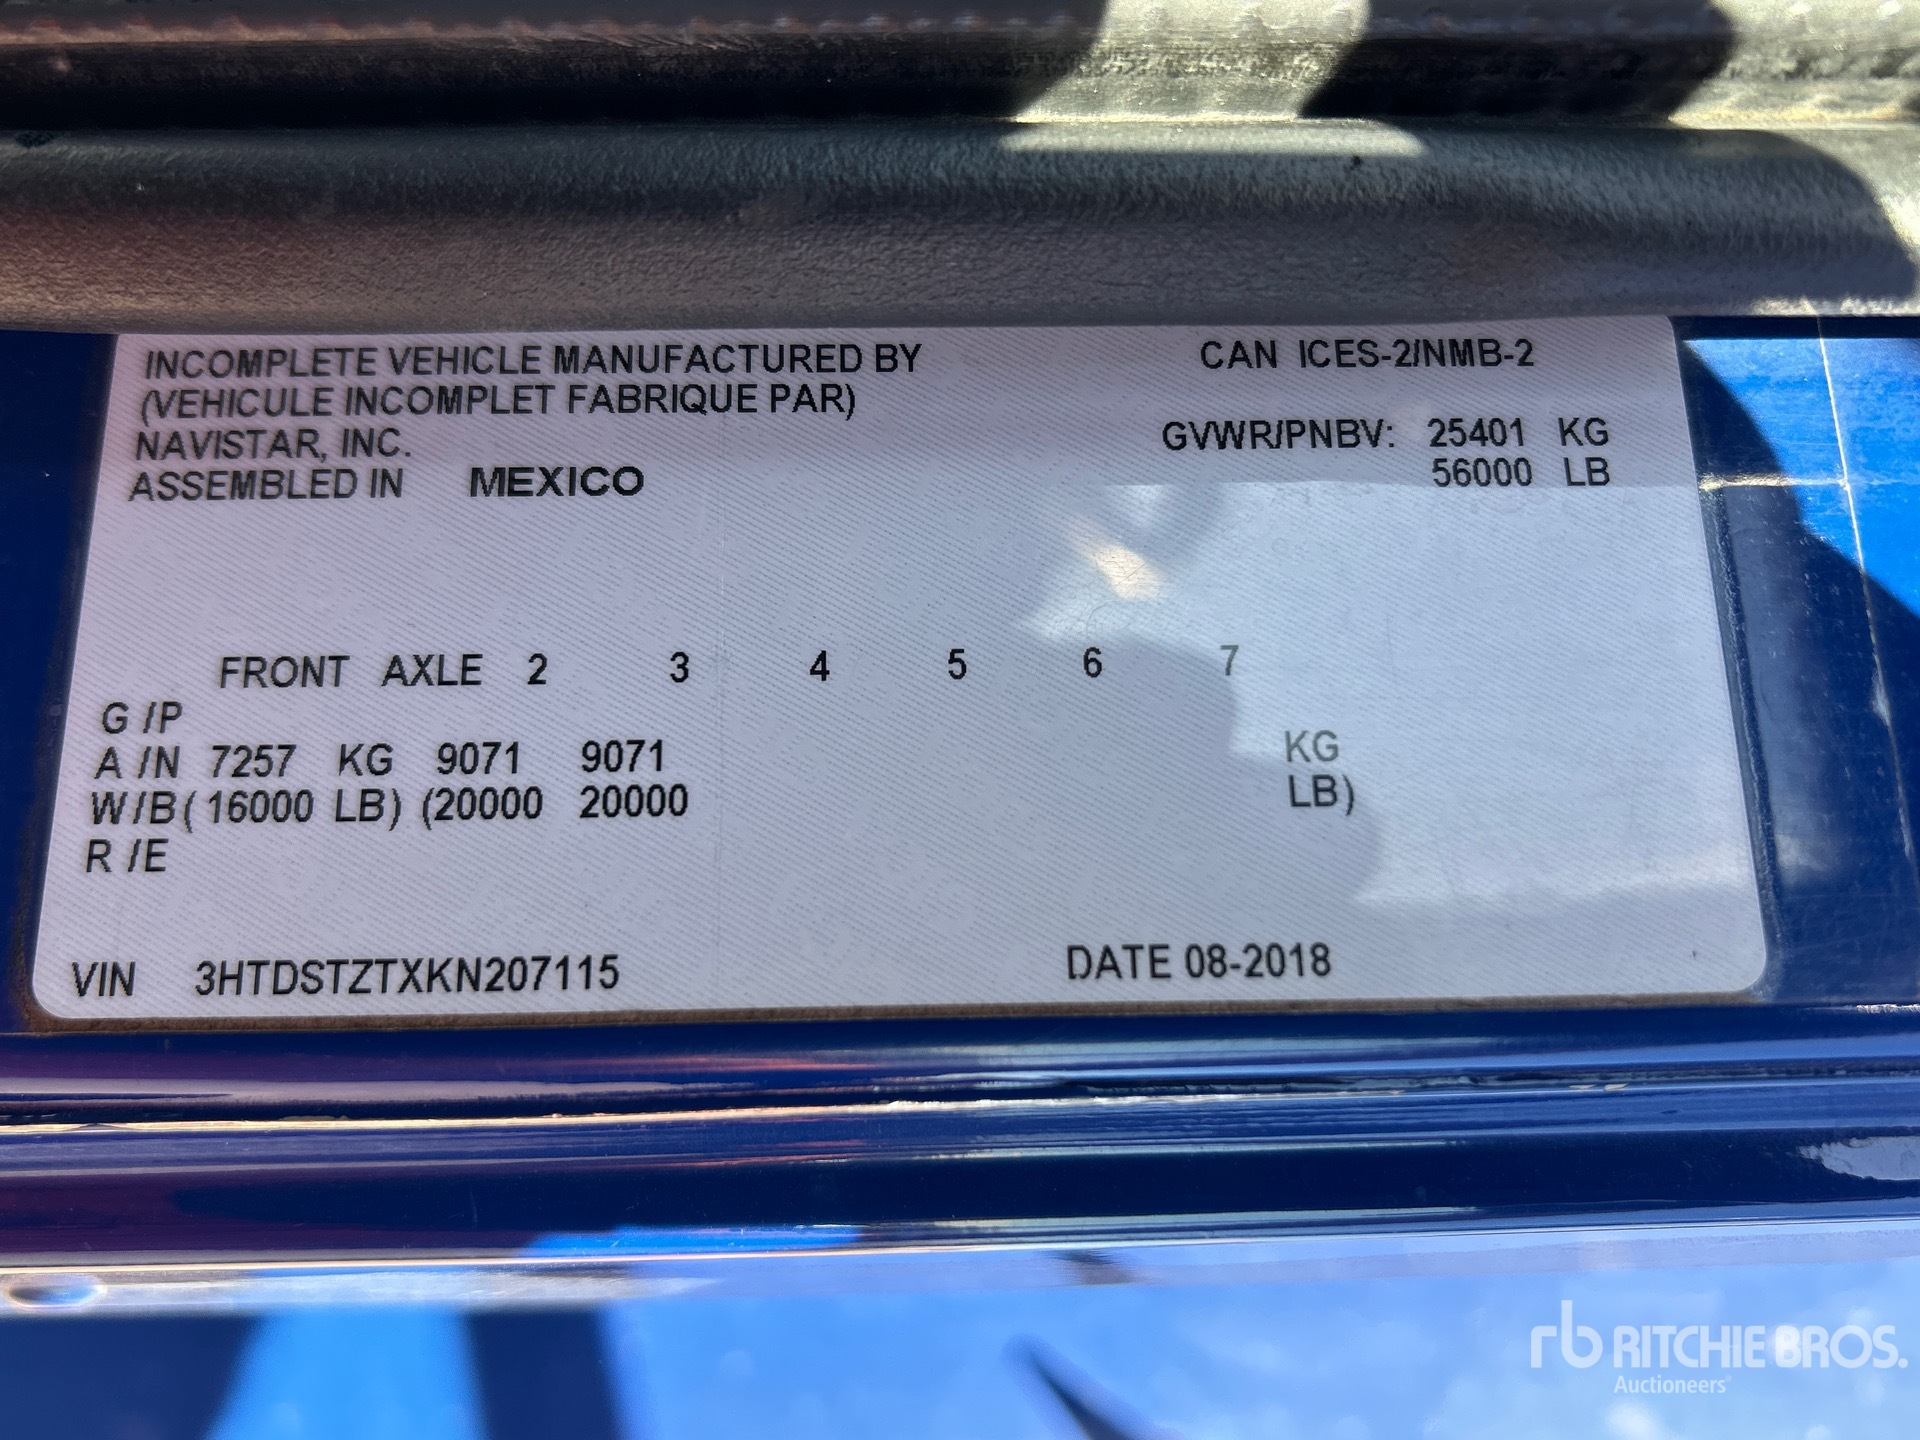 INCOMPLETE VEHICLE MANUFACTURED BY
(VEHICULE INCOMPLET FABRIQUE PAR)
NAVISTAR, INC.
ASSEMBLED IN MEXICO
CAN ICES-2/NMB-2
GVWR/PNBV: 25401 KG
56000 LB
FRONT AXLE 2 3 4 5 6 7
G /P
A /N 7257 KG 9071 9071 KG
W/B (16000 LB) (20000 20000 LB)
R /E
VIN 3HTDSTZTXKN207115 DATE 08-2018
rb RITCHIE BROS.
Auctioneers